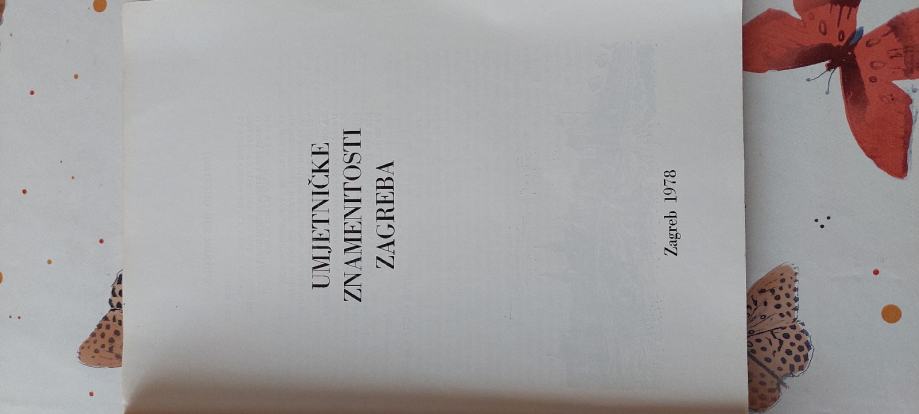 UMJETNIČKE
ZNAMENITOSTI
ZAGREBA
Zagreb 1978